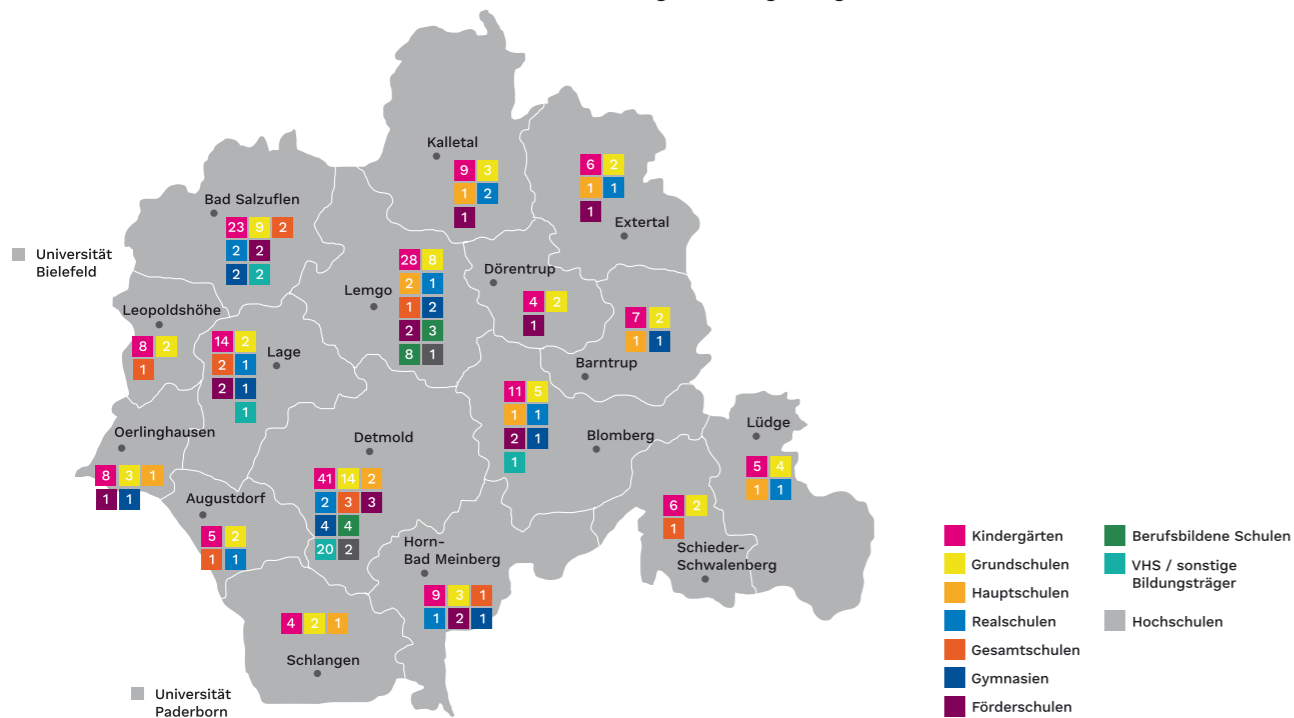 Kalletal
9 3
1 2
1
6 2
1 1
1
Extertal
Bad Salzuflen
23 9 2
2 2
2 2
Universität
Bielefeld
Lemgo
28 8
2 1
1 2
2 3
8 1
Dörentrup
4 2
1
7 2
1 1
Barntrup
Leopoldshöhe
8 2
1
Lage
14 2
2 1
2 1
1
11 5
1 1
2 1
1
Blomberg
Lüdge
5 4
1 1
Oerlinghausen
8 3 1
1 1
Detmold
41 14 2
2 3 3
4 4
20 2
Augustdorf
5 2
1 1
Horn-
Bad Meinberg
9 3 1
1 2 1
6 2
1
Schieder-
Schwalenberg
4 2 1
Schlangen
Universität
Paderborn
Kindergärten
Grundschulen
Hauptschulen
Realschulen
Gesamtschulen
Gymnasien
Förderschulen
Berufsbildene Schulen
VHS / sonstige
Bildungsträger
Hochschulen